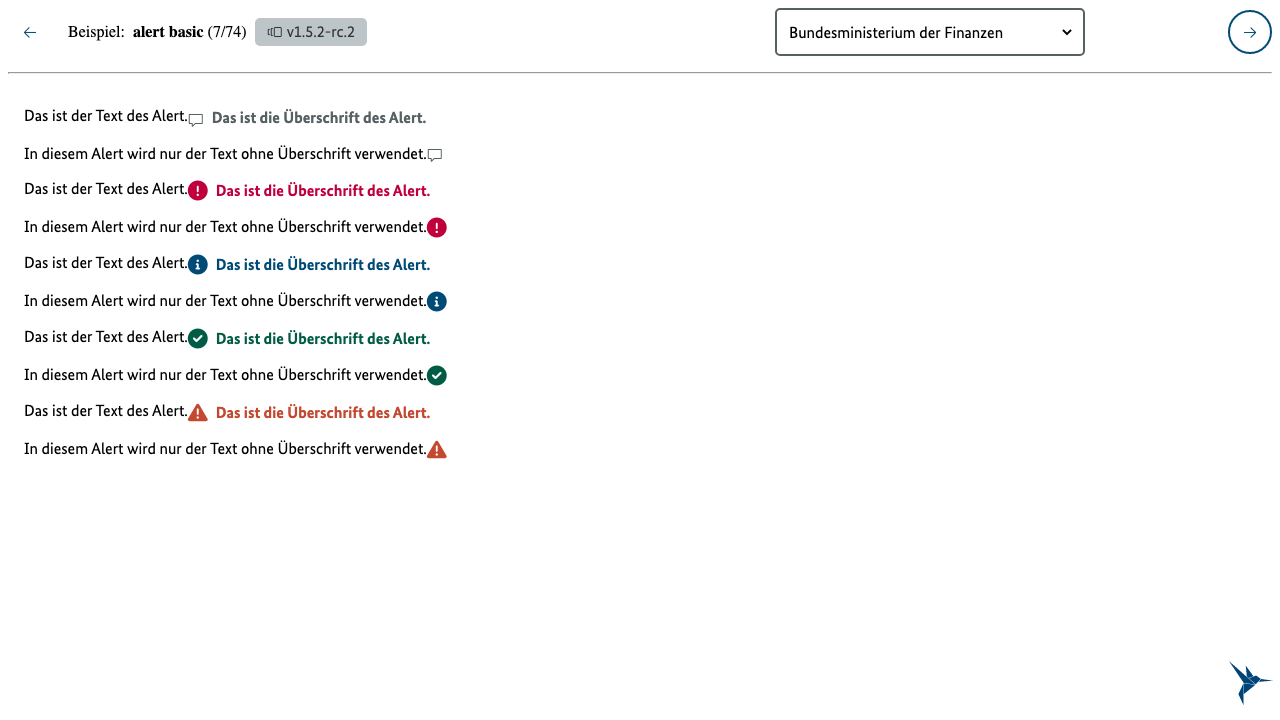 Beispiel: alert basic (7/74) v1.5.2-rc.2 Bundesministerium der Finanzen
Das ist der Text des Alert. Das ist die Überschrift des Alert.
In diesem Alert wird nur der Text ohne Überschrift verwendet.
Das ist der Text des Alert. Das ist die Überschrift des Alert.
In diesem Alert wird nur der Text ohne Überschrift verwendet.
Das ist der Text des Alert. Das ist die Überschrift des Alert.
In diesem Alert wird nur der Text ohne Überschrift verwendet.
Das ist der Text des Alert. Das ist die Überschrift des Alert.
In diesem Alert wird nur der Text ohne Überschrift verwendet.
Das ist der Text des Alert. Das ist die Überschrift des Alert.
In diesem Alert wird nur der Text ohne Überschrift verwendet.